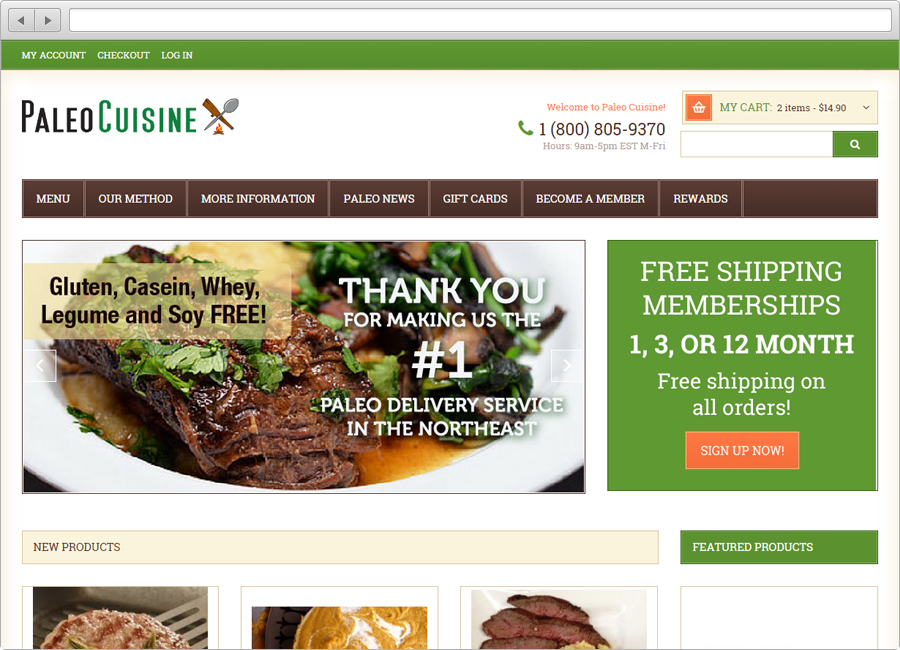 MY ACCOUNT CHECKOUT LOG IN
PALEOCUISINE
Welcome to Paleo Cuisine!
1 (800) 805-9370
Hours: 9am-5pm EST M-Fri
MY CART: 2 items - $14.90
MENU OUR METHOD MORE INFORMATION PALEO NEWS GIFT CARDS BECOME A MEMBER REWARDS
Gluten, Casein, Whey,
Legume and Soy FREE!
THANK YOU
FOR MAKING US THE
#1
PALEO DELIVERY SERVICE
IN THE NORTHEAST
FREE SHIPPING
MEMBERSHIPS
1, 3, OR 12 MONTH
Free shipping on
all orders!
SIGN UP NOW!
NEW PRODUCTS
FEATURED PRODUCTS